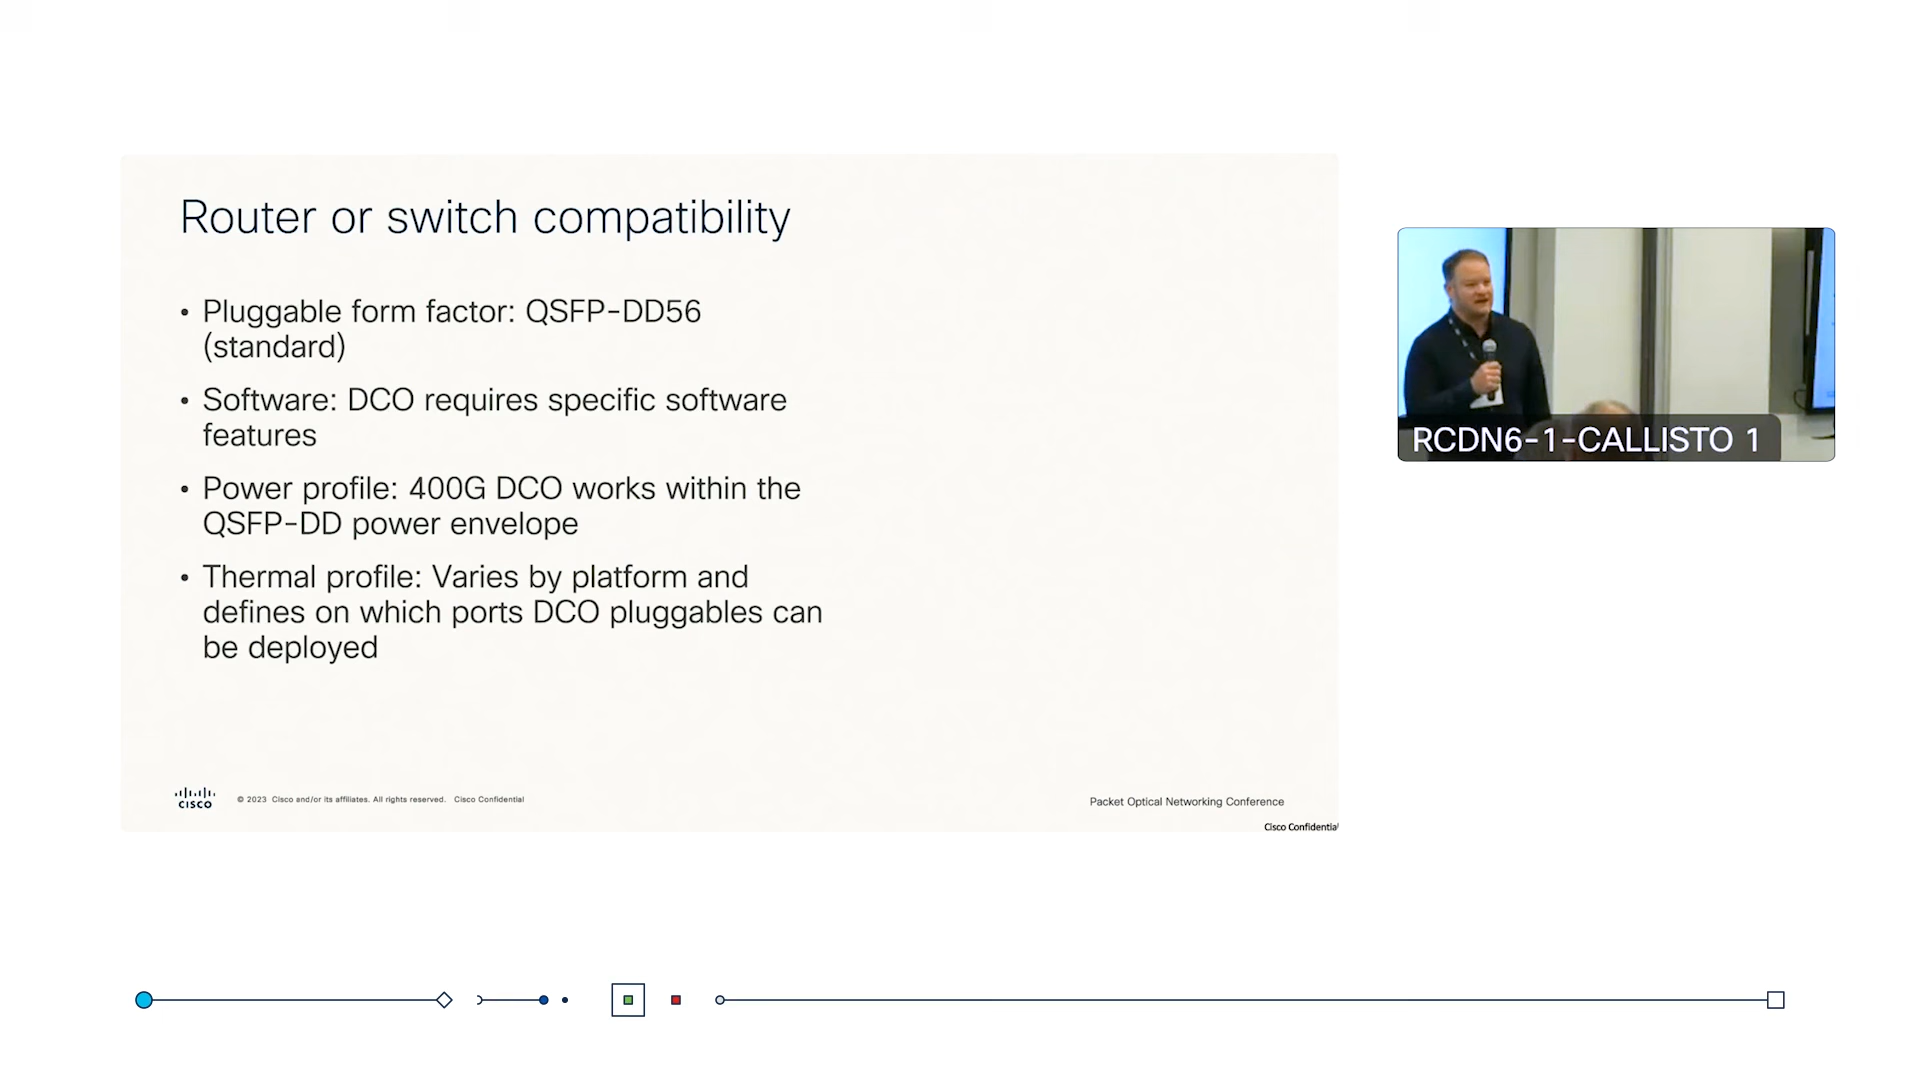 Router or switch compatibility
• Pluggable form factor: QSFP-DD56
(standard)
• Software: DCO requires specific software
features
• Power profile: 400G DCO works within the
QSFP-DD power envelope
• Thermal profile: Varies by platform and
defines on which ports DCO pluggables can
be deployed
RCDN6-1-CALLISTO 1
CISCO
© 2023 Cisco and/or its affiliates. All rights reserved. Cisco Confidential
Packet Optical Networking Conference
Cisco Confidential